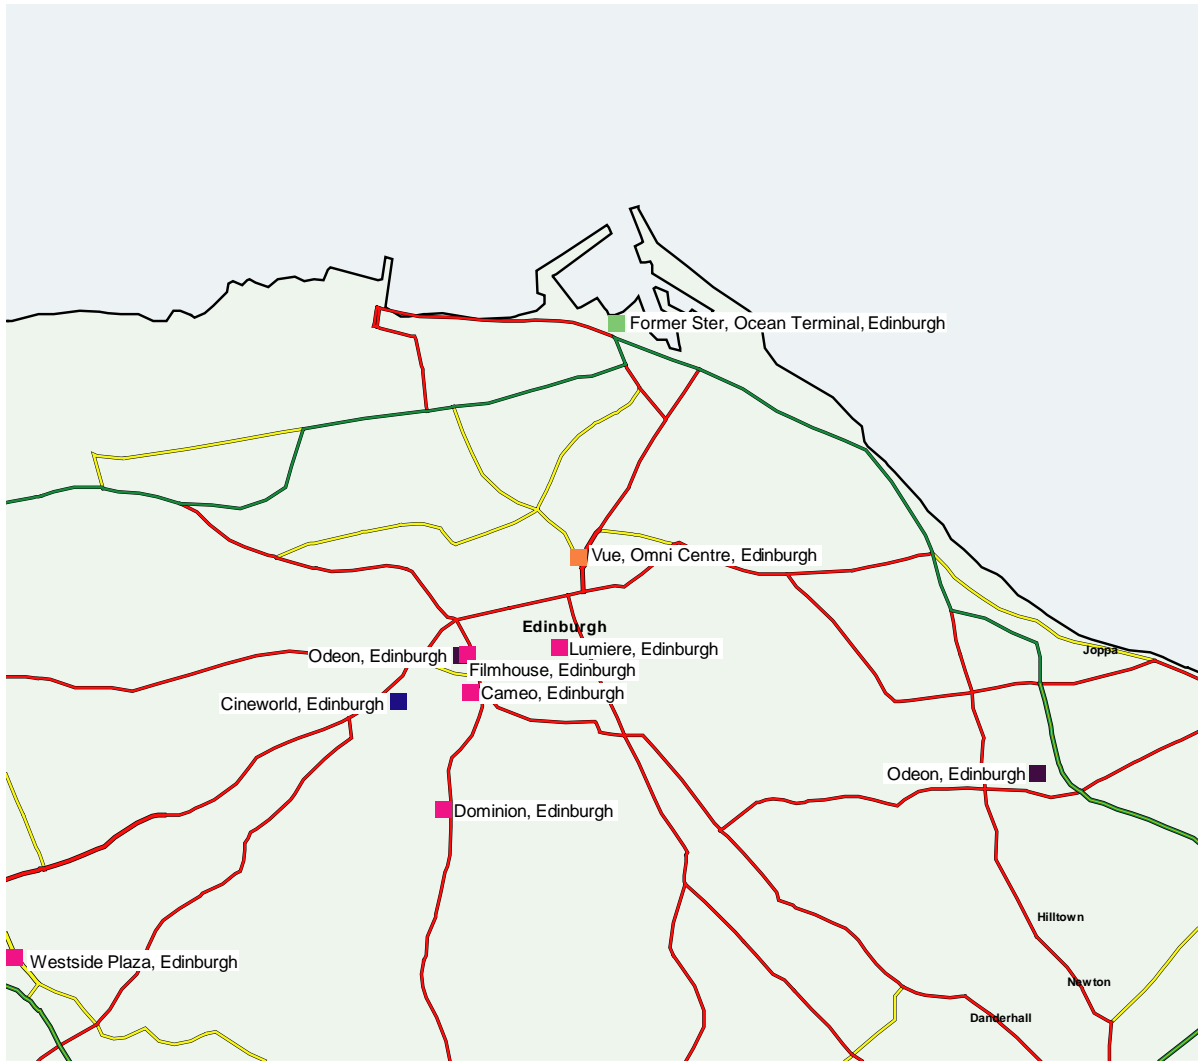 Former Ster, Ocean Terminal, Edinburgh
Vue, Omni Centre, Edinburgh
Edinburgh
Lumiere, Edinburgh
Joppa
Odeon, Edinburgh
Filmhouse, Edinburgh
Cameo, Edinburgh
Cineworld, Edinburgh
Odeon, Edinburgh
Dominion, Edinburgh
Hilltown
Westside Plaza, Edinburgh
Newton
Danderhall